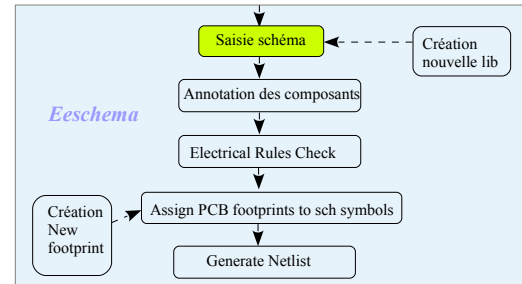 Saisie schéma
Création
nouvelle lib
Annotation des composants
Eeschema
Electrical Rules Check
Création
New
footprint
Assign PCB footprints to sch symbols
Generate Netlist